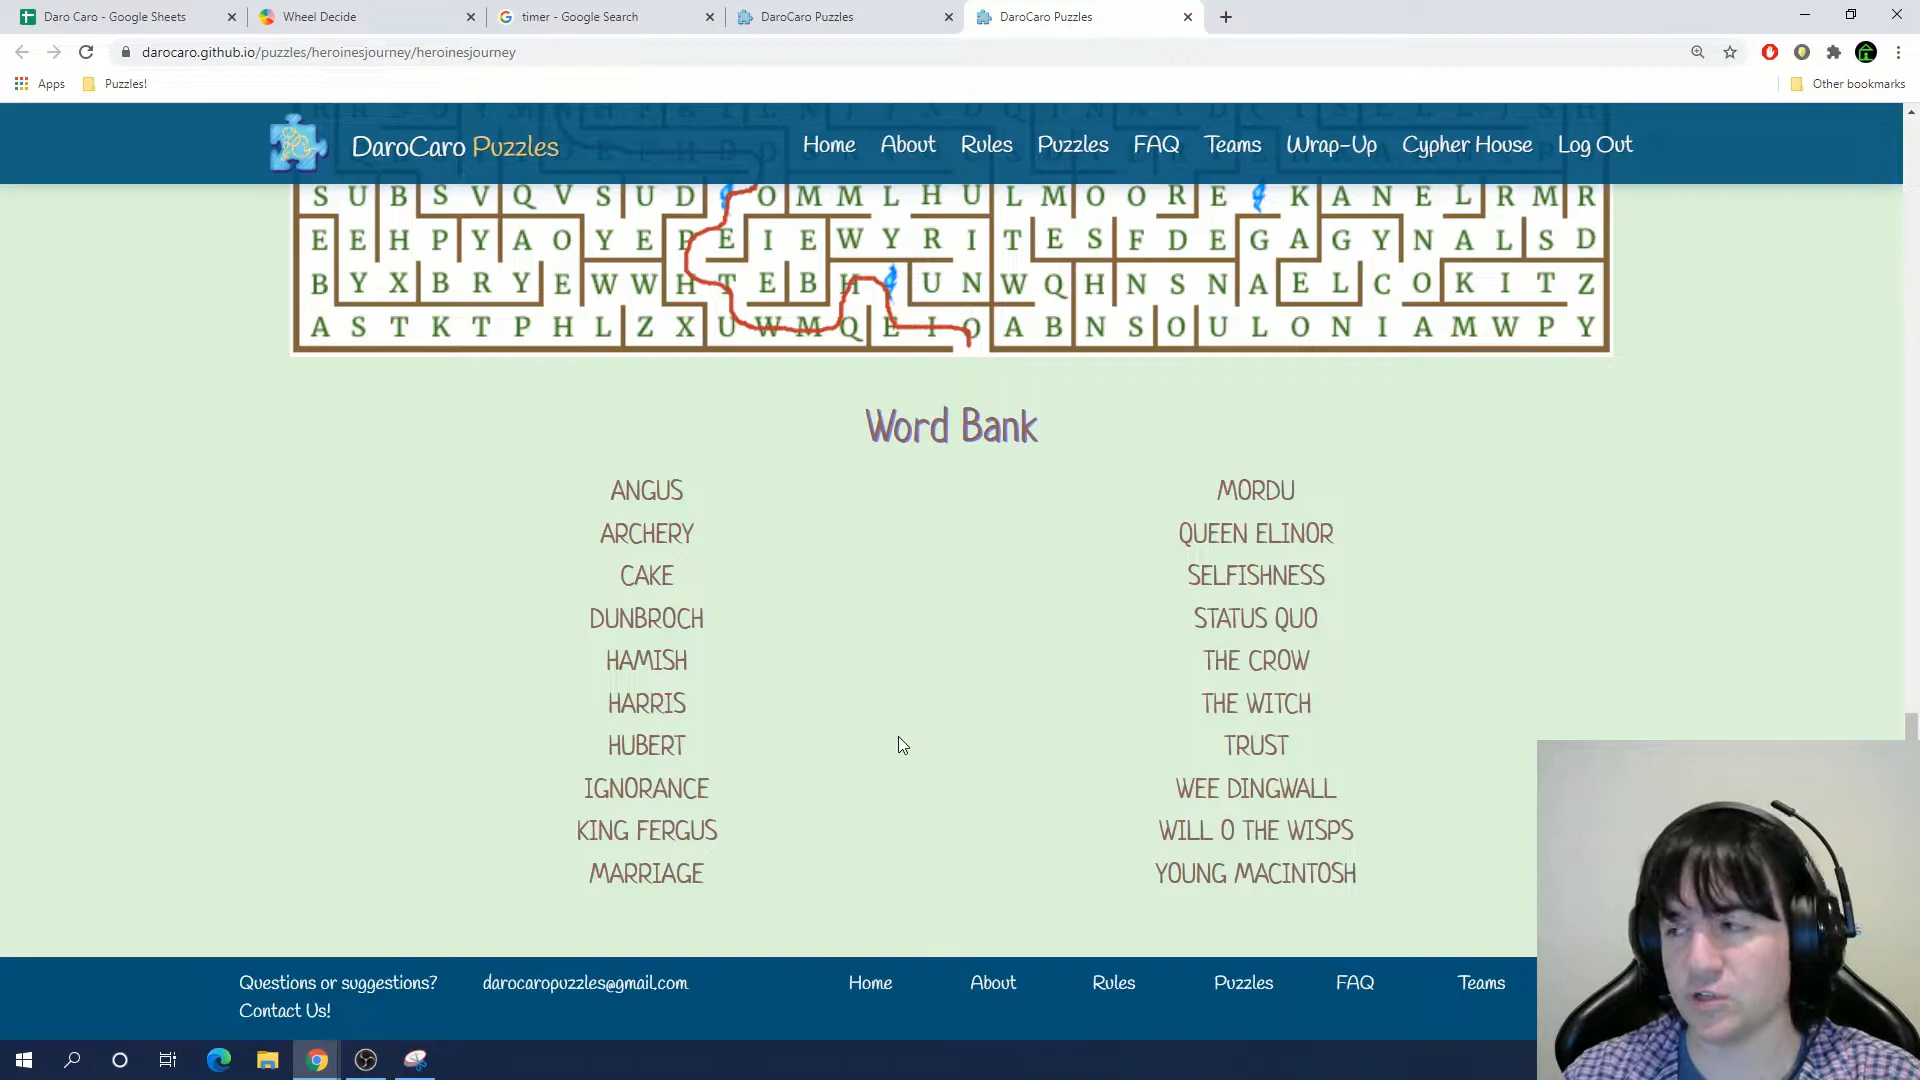 Daro Caro - Google Sheets
Wheel Decide
timer - Google Search
DaroCaro Puzzles
DaroCaro Puzzles
darocaro.github.io/puzzles/heroinesjourney/heroinesjourney
Apps
Puzzles!
Other bookmarks
DaroCaro Puzzles
Home About Rules Puzzles FAQ Teams Wrap-Up Cypher House Log Out
S U B S V Q V S U D O M M L H U L M O O R E K A N E L R M R
E E H P Y A O Y E P E I E W Y R I T E S F D E G A G Y N A L S D
B Y X B R Y E W W H T E B H U N W Q H N S N A E L C O K I T Z
A S T K T P H L Z X U W M Q E I O A B N S O U L O N I A M W P Y
Word Bank
ANGUS MORDU
ARCHERY QUEEN ELINOR
CAKE SELFISHNESS
DUNBROCH STATUS QUO
HAMISH THE CROW
HARRIS THE WITCH
HUBERT TRUST
IGNORANCE WEE DINGWALL
KING FERGUS WILL O THE WISPS
MARRIAGE YOUNG MACINTOSH
Questions or suggestions? darocaropuzzles@gmail.com Home About Rules Puzzles FAQ Teams
Contact Us!